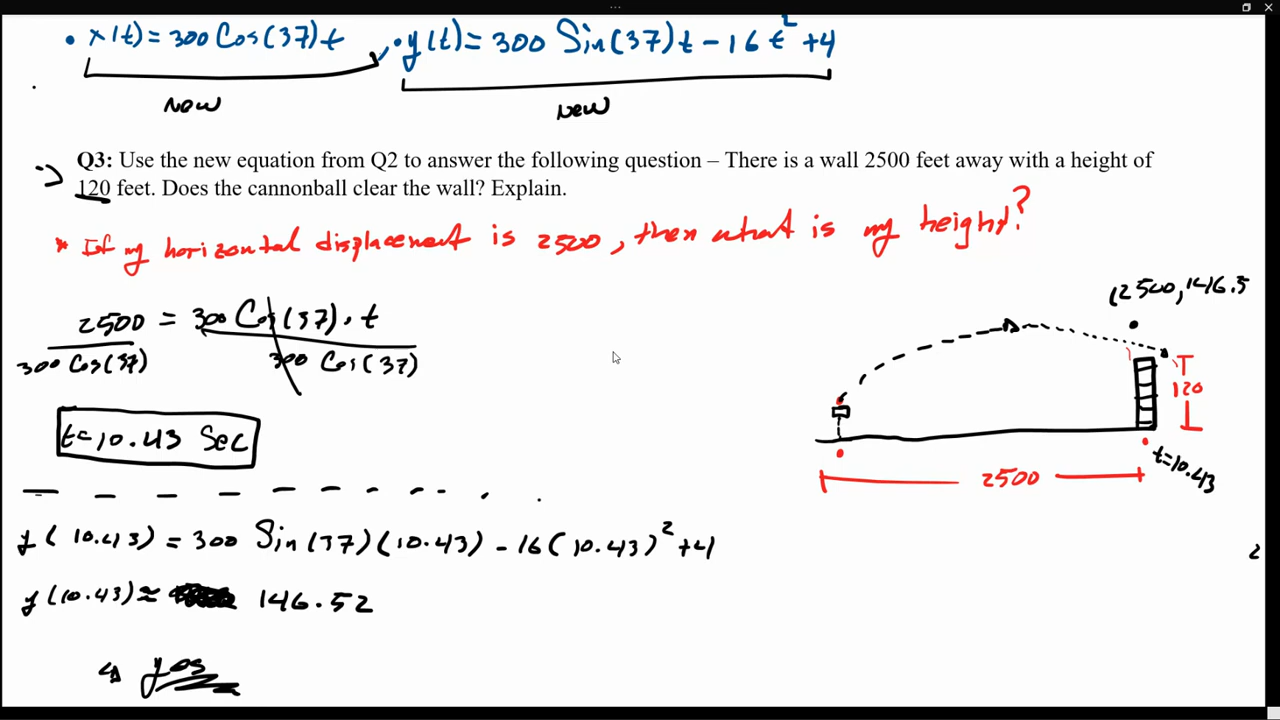 • x(t) = 300 Cos(37) t • y(t) = 300 Sin(37) t - 16 t² + 4
New New
Q3: Use the new equation from Q2 to answer the following question – There is a wall 2500 feet away with a height of
120 feet. Does the cannonball clear the wall? Explain.
* If my horizontal displacement is 2500, then what is my height?
(2500, 146.5
2500 = 300 Cos(37) · t
300 Cos(37) 300 Cos(37)
120
t = 10.43 Sec
t = 10.43
2500
y(10.43) = 300 Sin(37)(10.43) - 16(10.43)² + 4
2
y(10.43) ≈ 146.52
↳ yes